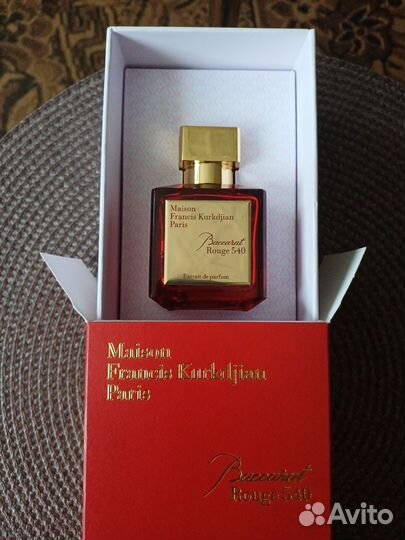 Maison
Francis Kurkdjian
Paris
Baccarat
Rouge 540
Extrait de parfum
Maison
Francis Kurkdjian
Paris
Baccarat
Rouge 540
Avito